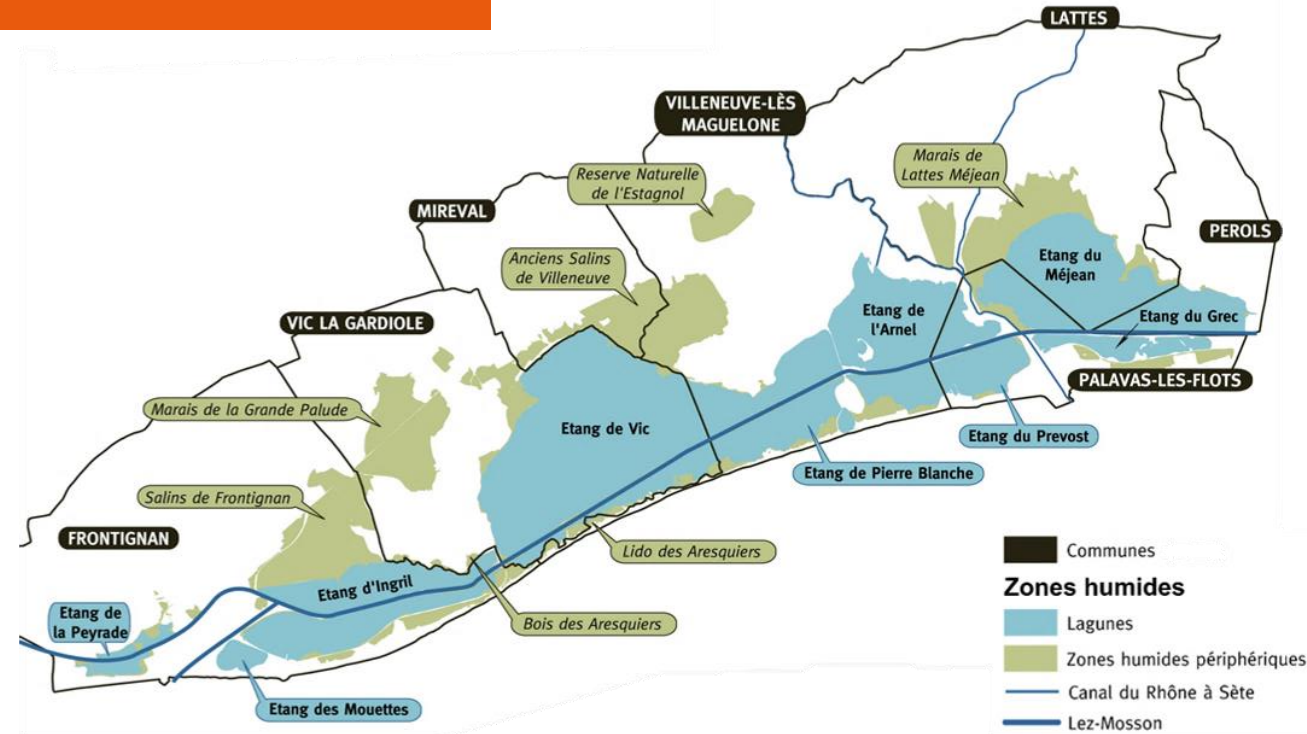 LATTES
VILLENEUVE-LÈS
MAGUELONE
Marais de
Lattes Méjean
Reserve Naturelle
de l'Estagnol
MIREVAL
PEROLS
Etang du
Méjean
Anciens Salins
de Villeneuve
Etang de
l'Arnel
Etang du Grec
VIC LA GARDIOLE
PALAVAS-LES-FLOTS
Marais de la Grande Palude
Etang de Vic
Etang du Prevost
Etang de Pierre Blanche
Salins de Frontignan
FRONTIGNAN
Lido des Aresquiers
Etang d'Ingril
Etang de
la Peyrade
Bois des Aresquiers
Etang des Mouettes
Communes
Zones humides
Lagunes
Zones humides périphériques
Canal du Rhône à Sète
Lez-Mosson